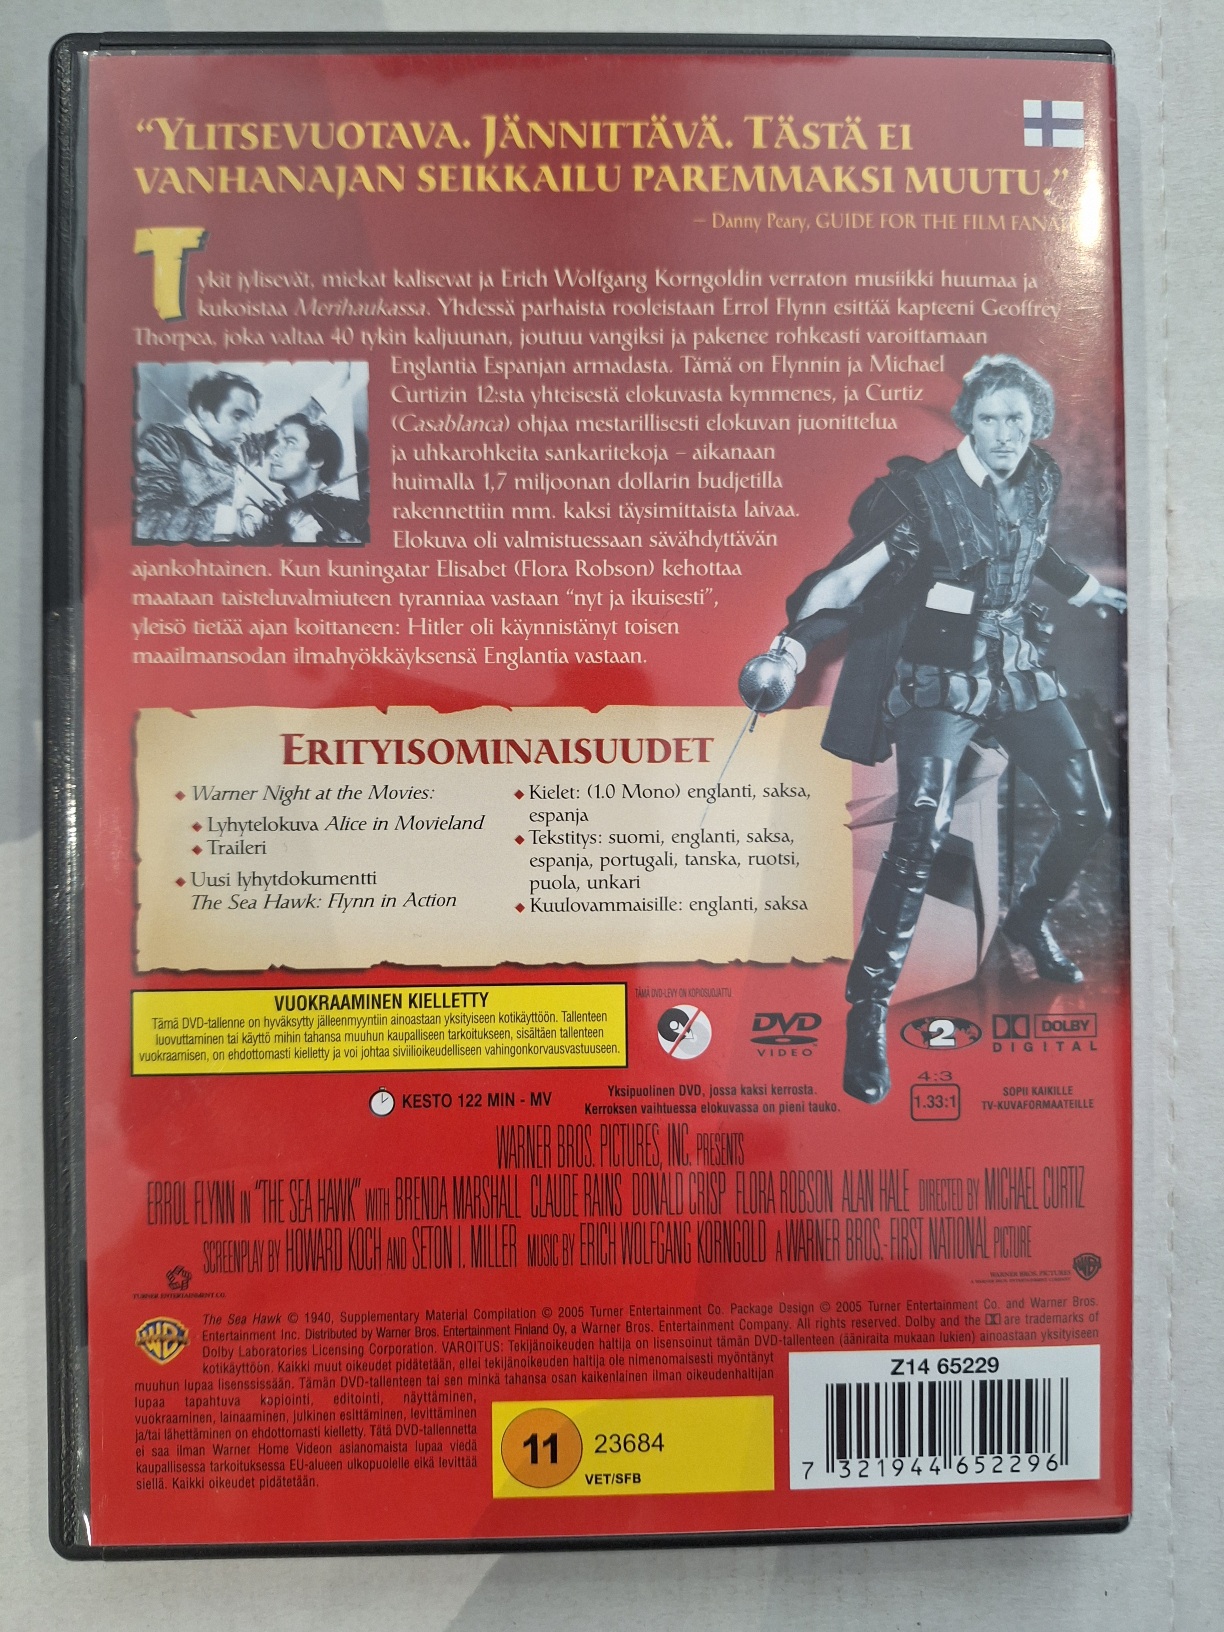 “YLITSEVUOTAVA. JÄNNITTÄVÄ. TÄSTÄ EI
VANHANAJAN SEIKKAILU PAREMMAKSI MUUTU.”
– Danny Peary, GUIDE FOR THE FILM
Tykit jylisevät, miekat kalisevat ja Erich Wolfgang Korngoldin verraton musiikki huumaa ja
kukoistaa Merihaukassa. Yhdessä parhaista rooleistaan Errol Flynn esittää kapteeni Geoffrey
Thorpea, joka valtaa 40 tykin kaljuunan, joutuu vangiksi ja pakenee rohkeasti varoittamaan
Englantia Espanjan armadasta. Tämä on Flynnin ja Michael
Curtizin 12:sta yhteisestä elokuvasta kymmenes, ja Curtiz
(Casablanca) ohjaa mestarillisesti elokuvan juonittelua
ja uhkarohkeita sankaritekoja – aikanaan
huimalla 1,7 miljoonan dollarin budjetilla
rakennettiin mm. kaksi täysimittaista laivaa.
Elokuva oli valmistuessaan sävähdyttävän
ajankohtainen. Kun kuningatar Elisabet (Flora Robson) kehottaa
maataan taisteluvalmiuteen tyranniaa vastaan “nyt ja ikuisesti”,
yleisö tietää ajan koittaneen: Hitler oli käynnistänyt toisen
maailmansodan ilmahyökkäyksensä Englantia vastaan.
ERITYISOMINAISUUDET
Warner Night at the Movies:
Lyhytelokuva Alice in Movieland
Traileri
Uusi lyhytdokumentti
The Sea Hawk: Flynn in Action
Kielet: (1.0 Mono) englanti, saksa,
espanja
Tekstitys: suomi, englanti, saksa,
espanja, portugali, tanska, ruotsi,
puola, unkari
Kuulovammaisille: englanti, saksa
VUOKRAAMINEN KIELLETTY
Tämä DVD-tallenne on hyväksytty jälleenmyyntiin ainoastaan yksityiseen kotikäyttöön. Tallenteen
luovuttaminen tai käyttö mihin tahansa muuhun kaupalliseen tarkoitukseen, sisältäen tallenteen
vuokraamisen, on ehdottomasti kielletty ja voi johtaa siviilioikeudelliseen vahingonkorvausvastuuseen.
TÄMÄ DVD-LEVY ON KOPIOSUOJATTU
DVD
VIDEO
2
DOLBY
DIGITAL
KESTO 122 MIN - MV
Yksipuolinen DVD, jossa kaksi kerrosta.
Kerroksen vaihtuessa elokuvassa on pieni tauko.
4:3
1.33:1
SOPII KAIKILLE
TV-KUVAFORMAATEILLE
WARNER BROS. PICTURES, INC. PRESENTS
ERROL FLYNN IN “THE SEA HAWK” WITH BRENDA MARSHALL CLAUDE RAINS DONALD CRISP FLORA ROBSON ALAN HALE DIRECTED BY MICHAEL CURTIZ
SCREENPLAY BY HOWARD KOCH AND SETON I. MILLER MUSIC BY ERICH WOLFGANG KORNGOLD A WARNER BROS.- FIRST NATIONAL PICTURE
TURNER ENTERTAINMENT CO.
WARNER BROS. PICTURES
The Sea Hawk © 1940, Supplementary Material Compilation © 2005 Turner Entertainment Co. Package Design © 2005 Turner Entertainment Co. and Warner Bros.
Entertainment Inc. Distributed by Warner Bros. Entertainment Finland Oy, a Warner Bros. Entertainment Company. All rights reserved. Dolby and the are trademarks of
Dolby Laboratories Licensing Corporation. VAROITUS: Tekijänoikeuden haltija on lisensoinut tämän DVD-tallenteen (ääniraita mukaan lukien) ainoastaan yksityiseen
kotikäyttöön. Kaikki muut oikeudet pidätetään, ellei tekijänoikeuden haltija ole nimenomaisesti myöntänyt
muuhun lupaa lisenssissään. Tämän DVD-tallenteen tai sen minkä tahansa osan kaikenlainen ilman oikeudenhaltijan
lupaa tapahtuva kopiointi, editointi, näyttäminen,
vuokraaminen, lainaaminen, julkinen esittäminen, levittäminen
ja/tai lähettäminen on ehdottomasti kielletty. Tätä DVD-tallennetta
ei saa ilman Warner Home Videon asianomaista lupaa viedä
kaupallisessa tarkoituksessa EU-alueen ulkopuolelle eikä levittää
siellä. Kaikki oikeudet pidätetään.
WB
11
23684
VET/SFB
Z14 65229
7 321944 652296